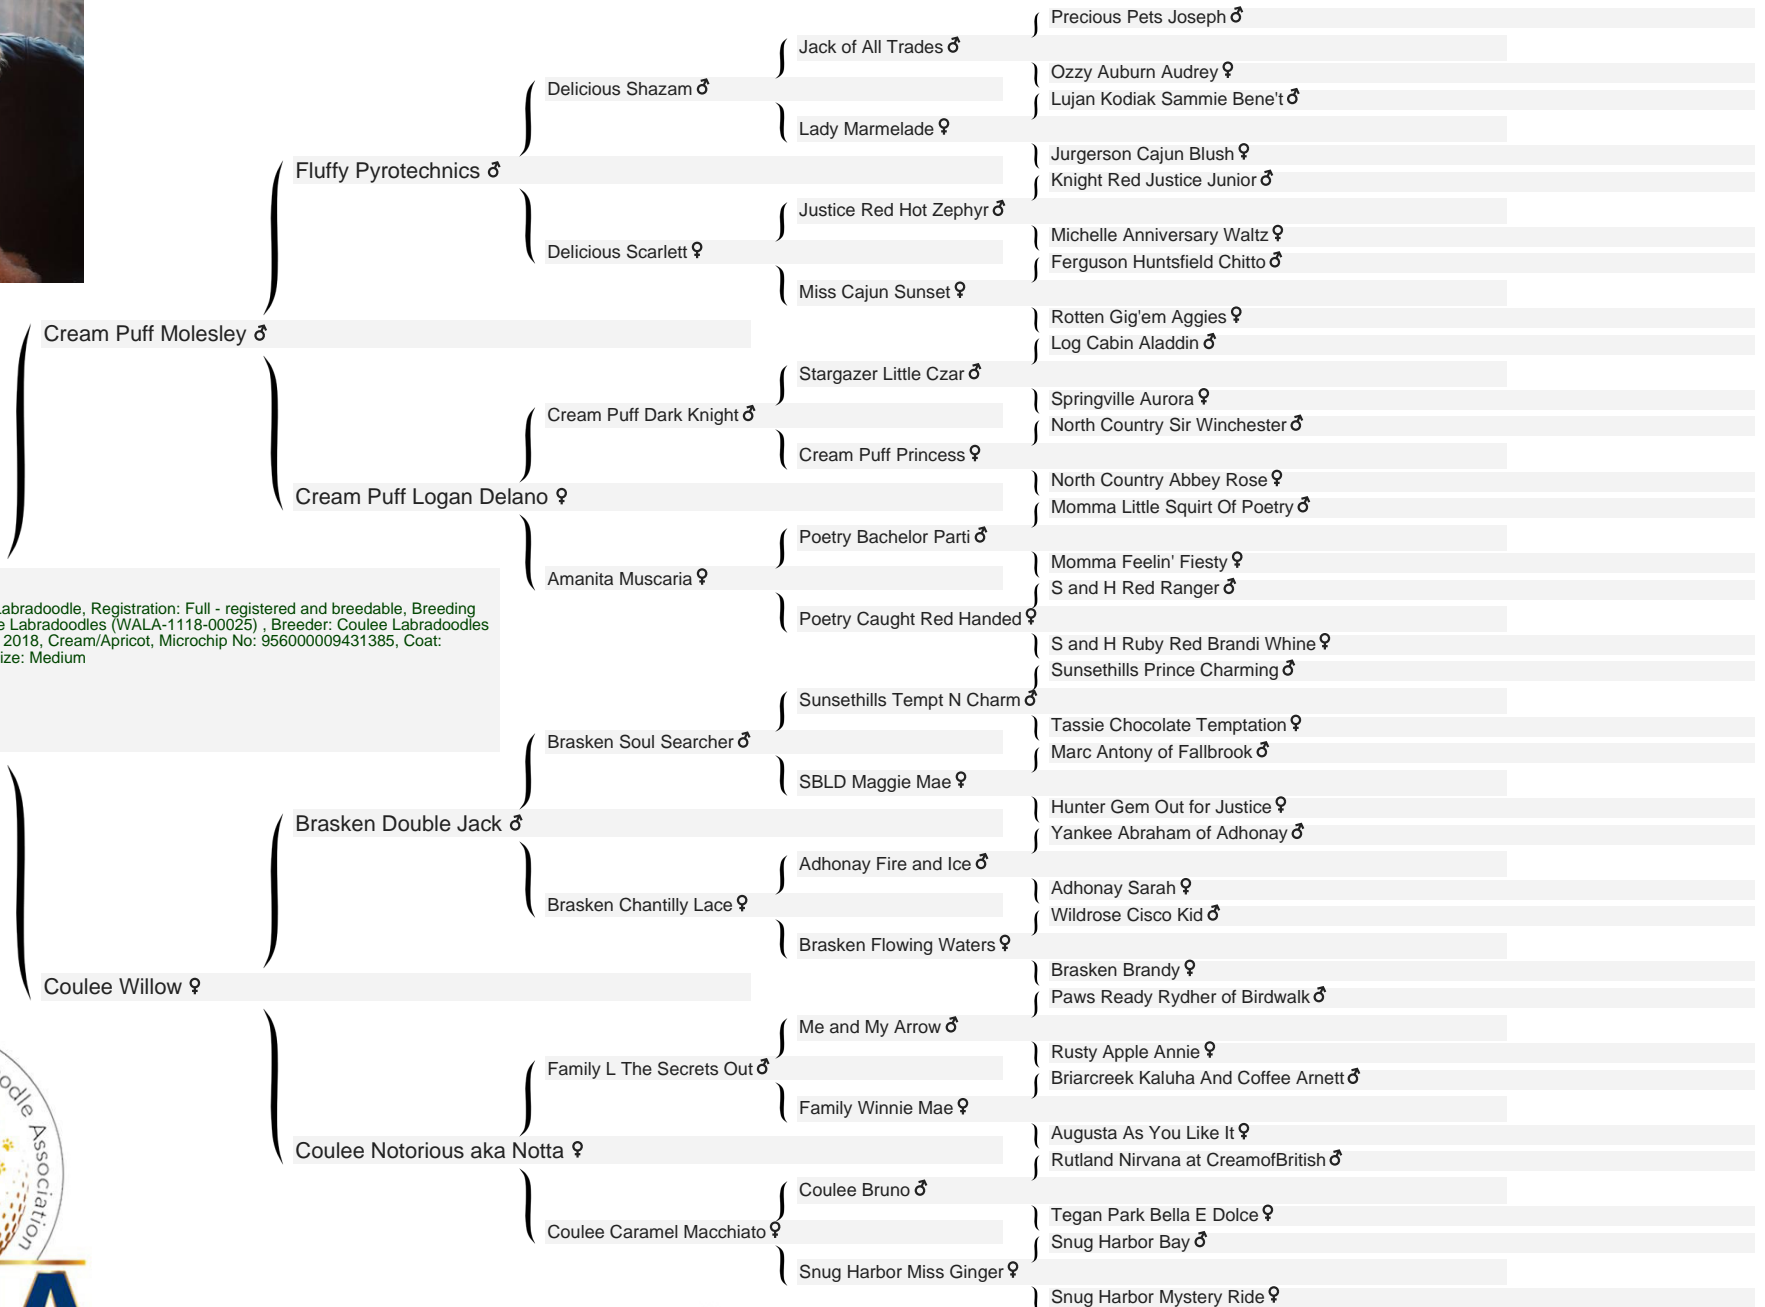 Precious Pets Joseph ♂
Jack of All Trades ♂
Ozzy Auburn Audrey ♀
Delicious Shazam ♂
Lujan Kodiak Sammie Bene't ♂
Lady Marmelade ♀
Jurgerson Cajun Blush ♀
Fluffy Pyrotechnics ♂
Knight Red Justice Junior ♂
Justice Red Hot Zephyr ♂
Michelle Anniversary Waltz ♀
Delicious Scarlett ♀
Ferguson Huntsfield Chitto ♂
Miss Cajun Sunset ♀
Rotten Gig'em Aggies ♀
Cream Puff Molesley ♂
Log Cabin Aladdin ♂
Stargazer Little Czar ♂
Springville Aurora ♀
Cream Puff Dark Knight ♂
North Country Sir Winchester ♂
Cream Puff Princess ♀
North Country Abbey Rose ♀
Cream Puff Logan Delano ♀
Momma Little Squirt Of Poetry ♂
Poetry Bachelor Parti ♂
Momma Feelin' Fiesty ♀
Amanita Muscaria ♀
S and H Red Ranger ♂
Poetry Caught Red Handed ♀
S and H Ruby Red Brandi Whine ♀
abradoodle, Registration: Full - registered and breedable, Breeding
e Labradoodles (WALA-1118-00025) , Breeder: Coulee Labradoodles
2018, Cream/Apricot, Microchip No: 956000009431385, Coat:
ize: Medium
Sunsethills Prince Charming ♂
Sunsethills Tempt N Charm ♂
Tassie Chocolate Temptation ♀
Brasken Soul Searcher ♂
Marc Antony of Fallbrook ♂
SBLD Maggie Mae ♀
Hunter Gem Out for Justice ♀
Brasken Double Jack ♂
Yankee Abraham of Adhonay ♂
Adhonay Fire and Ice ♂
Adhonay Sarah ♀
Brasken Chantilly Lace ♀
Wildrose Cisco Kid ♂
Brasken Flowing Waters ♀
Brasken Brandy ♀
Coulee Willow ♀
Paws Ready Rydher of Birdwalk ♂
Me and My Arrow ♂
Rusty Apple Annie ♀
Family L The Secrets Out ♂
Briarcreek Kaluha And Coffee Arnett ♂
Family Winnie Mae ♀
Augusta As You Like It ♀
Coulee Notorious aka Notta ♀
Rutland Nirvana at CreamofBritish ♂
Coulee Bruno ♂
Tegan Park Bella E Dolce ♀
Coulee Caramel Macchiato ♀
Snug Harbor Bay ♂
Snug Harbor Miss Ginger ♀
Snug Harbor Mystery Ride ♀
oodle Association
A